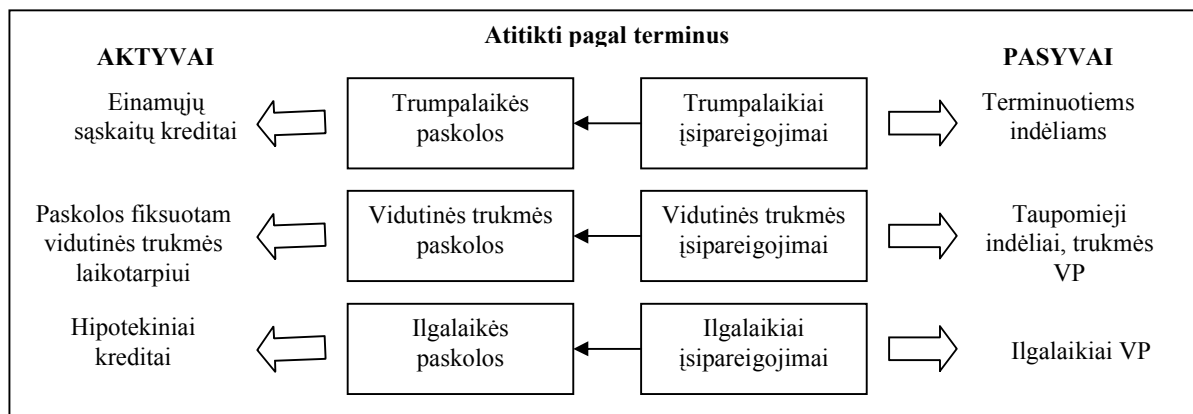 Atitikti pagal terminus
AKTYVAI
PASYVAI
Einamųjų
sąskaitų kreditai
Trumpalaikės
paskolos
Trumpalaikiai
įsipareigojimai
Terminuotiems
indėliams
Paskolos fiksuotam
vidutinės trukmės
laikotarpiui
Vidutinės trukmės
paskolos
Vidutinės trukmės
įsipareigojimai
Taupomieji
indėliai, trukmės
VP
Hipotekiniai
kreditai
Ilgalaikės
paskolos
Ilgalaikiai
įsipareigojimai
Ilgalaikiai VP